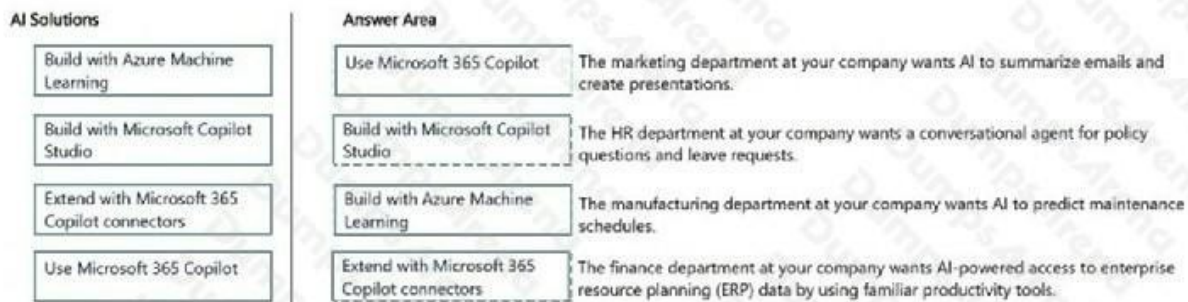 AI Solutions
Answer Area
Build with Azure Machine
Learning
Use Microsoft 365 Copilot
The marketing department at your company wants AI to summarize emails and
create presentations.
Build with Microsoft Copilot
Studio
Build with Microsoft Copilot
Studio
The HR department at your company wants a conversational agent for policy
questions and leave requests.
Extend with Microsoft 365
Copilot connectors
Build with Azure Machine
Learning
The manufacturing department at your company wants AI to predict maintenance
schedules.
Use Microsoft 365 Copilot
Extend with Microsoft 365
Copilot connectors
The finance department at your company wants AI-powered access to enterprise
resource planning (ERP) data by using familiar productivity tools.